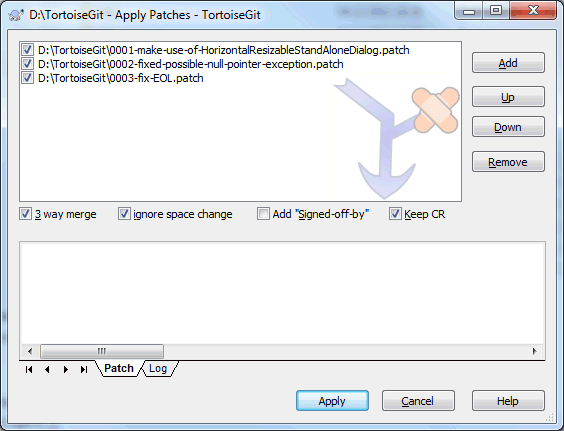 D:\TortoiseGit - Apply Patches - TortoiseGit
D:\TortoiseGit\0001-make-use-of-HorizontalResizableStandAloneDialog.patch
D:\TortoiseGit\0002-fixed-possible-null-pointer-exception.patch
D:\TortoiseGit\0003-fix-EOL.patch
Add
Up
Down
Remove
3 way merge ignore space change Add "Signed-off-by" Keep CR
Patch Log
Apply Cancel Help